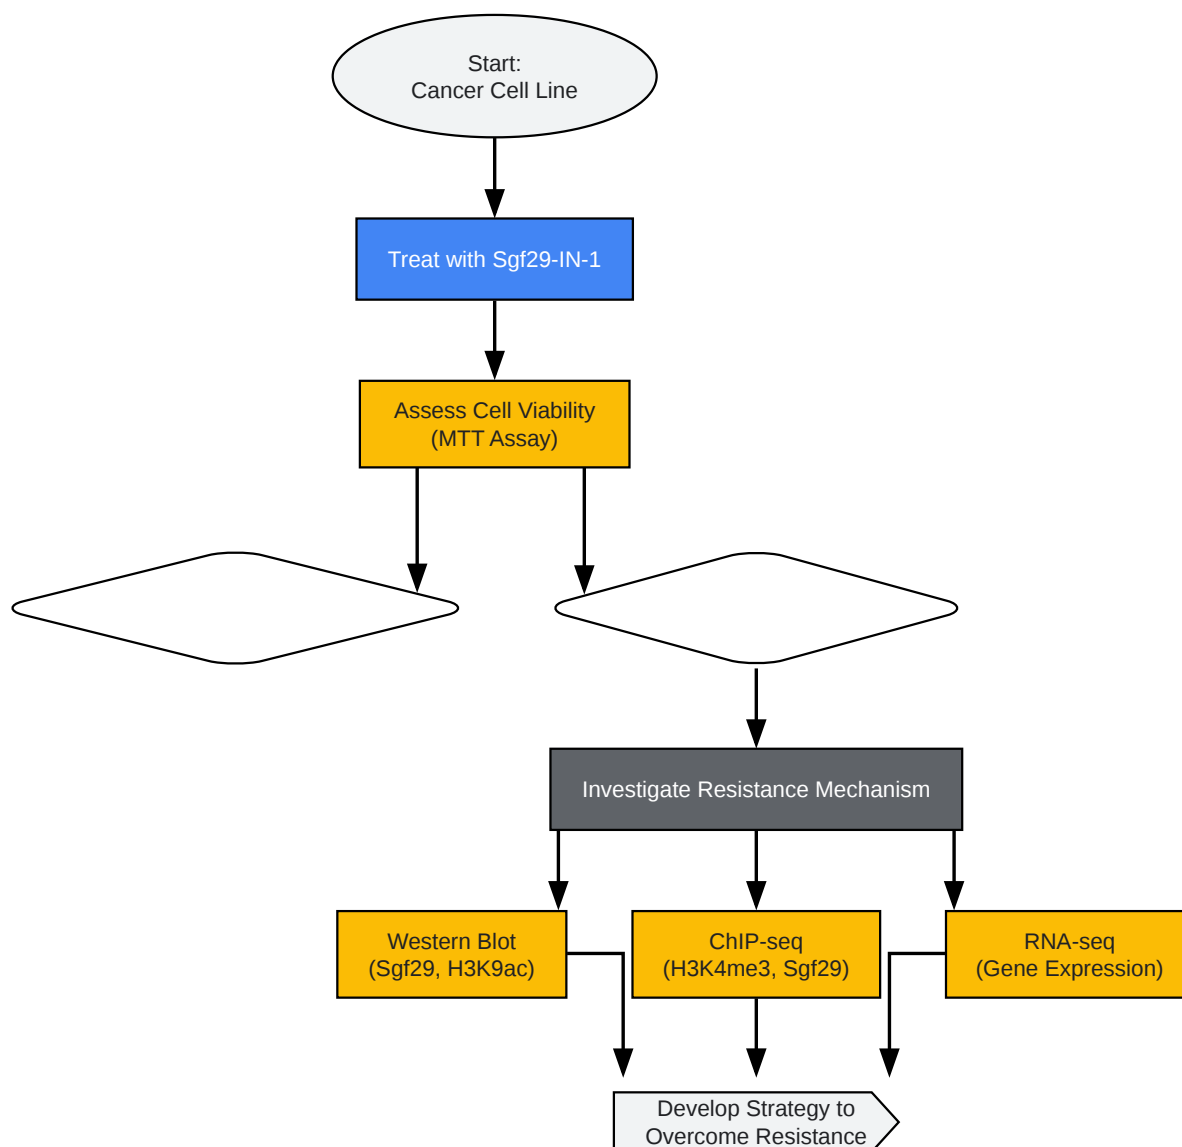 Start:
Cancer Cell Line
Treat with Sgf29-IN-1
Assess Cell Viability
(MTT Assay)
Investigate Resistance Mechanism
Western Blot
(Sgf29, H3K9ac)
ChIP-seq
(H3K4me3, Sgf29)
RNA-seq
(Gene Expression)
Develop Strategy to
Overcome Resistance